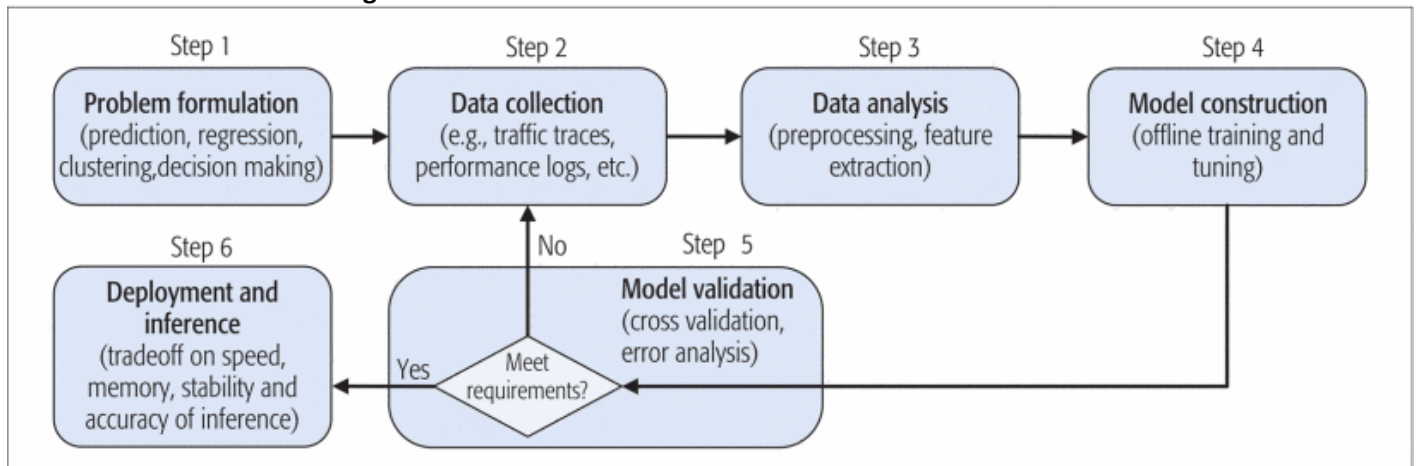 Step 1
Problem formulation
(prediction, regression,
clustering,decision making)
Step 2
Data collection
(e.g., traffic traces,
performance logs, etc.)
Step 3
Data analysis
(preprocessing, feature
extraction)
Step 4
Model construction
(offline training and
tuning)
No
Step 5
Model validation
(cross validation,
error analysis)
Meet
requirements?
Yes
Step 6
Deployment and
inference
(tradeoff on speed,
memory, stability and
accuracy of inference)